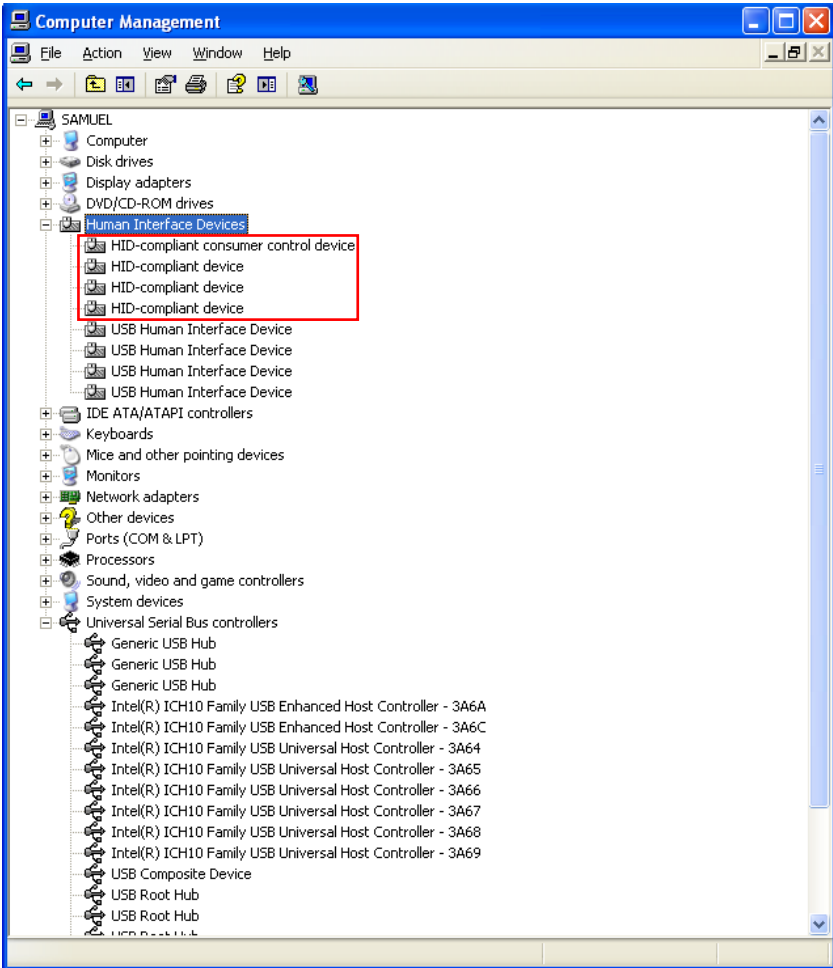 Computer Management
File Action View Window Help
SAMUEL
Computer
Disk drives
Display adapters
DVD/CD-ROM drives
Human Interface Devices
HID-compliant consumer control device
HID-compliant device
HID-compliant device
HID-compliant device
USB Human Interface Device
USB Human Interface Device
USB Human Interface Device
USB Human Interface Device
IDE ATA/ATAPI controllers
Keyboards
Mice and other pointing devices
Monitors
Network adapters
Other devices
Ports (COM & LPT)
Processors
Sound, video and game controllers
System devices
Universal Serial Bus controllers
Generic USB Hub
Generic USB Hub
Generic USB Hub
Intel(R) ICH10 Family USB Enhanced Host Controller - 3A6A
Intel(R) ICH10 Family USB Enhanced Host Controller - 3A6C
Intel(R) ICH10 Family USB Universal Host Controller - 3A64
Intel(R) ICH10 Family USB Universal Host Controller - 3A65
Intel(R) ICH10 Family USB Universal Host Controller - 3A66
Intel(R) ICH10 Family USB Universal Host Controller - 3A67
Intel(R) ICH10 Family USB Universal Host Controller - 3A68
Intel(R) ICH10 Family USB Universal Host Controller - 3A69
USB Composite Device
USB Root Hub
USB Root Hub
USB Root Hub